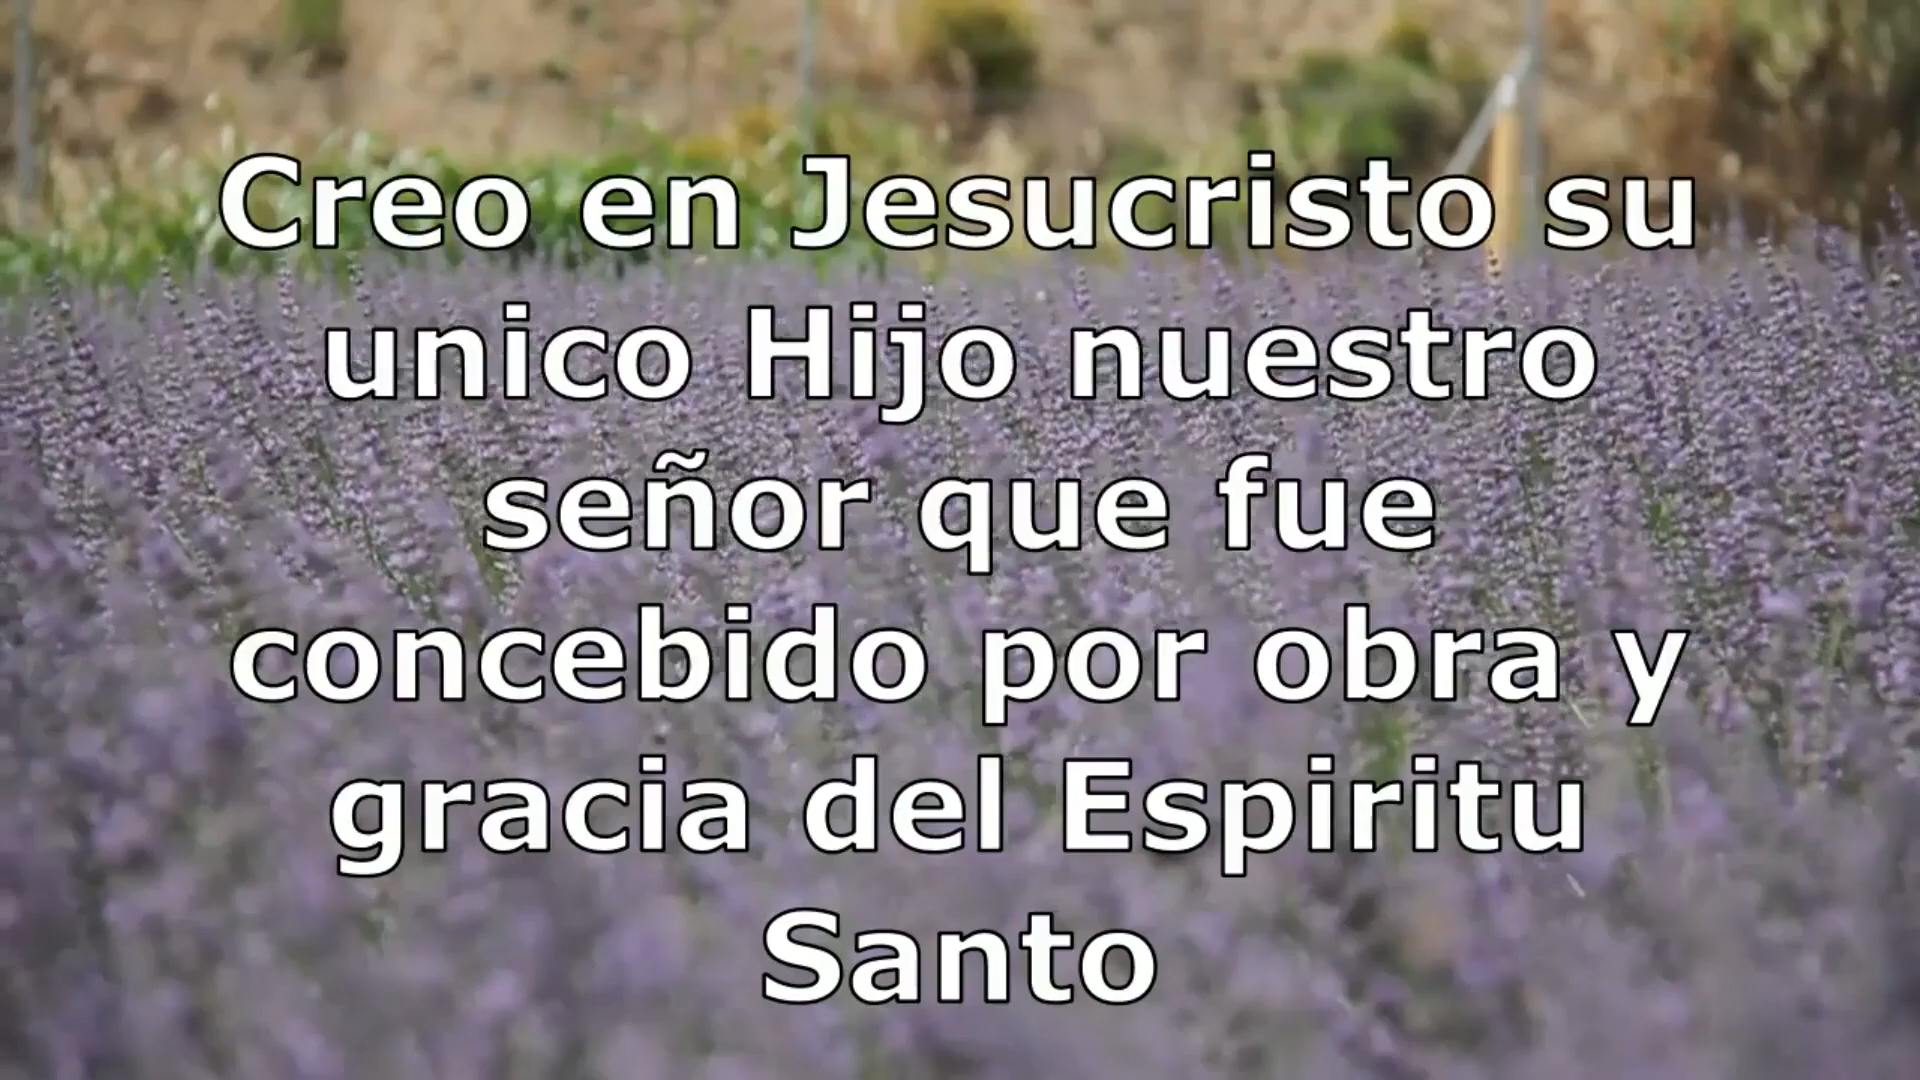 Creo en Jesucristo su
unico Hijo nuestro
señor que fue
concebido por obra y
gracia del Espiritu
Santo